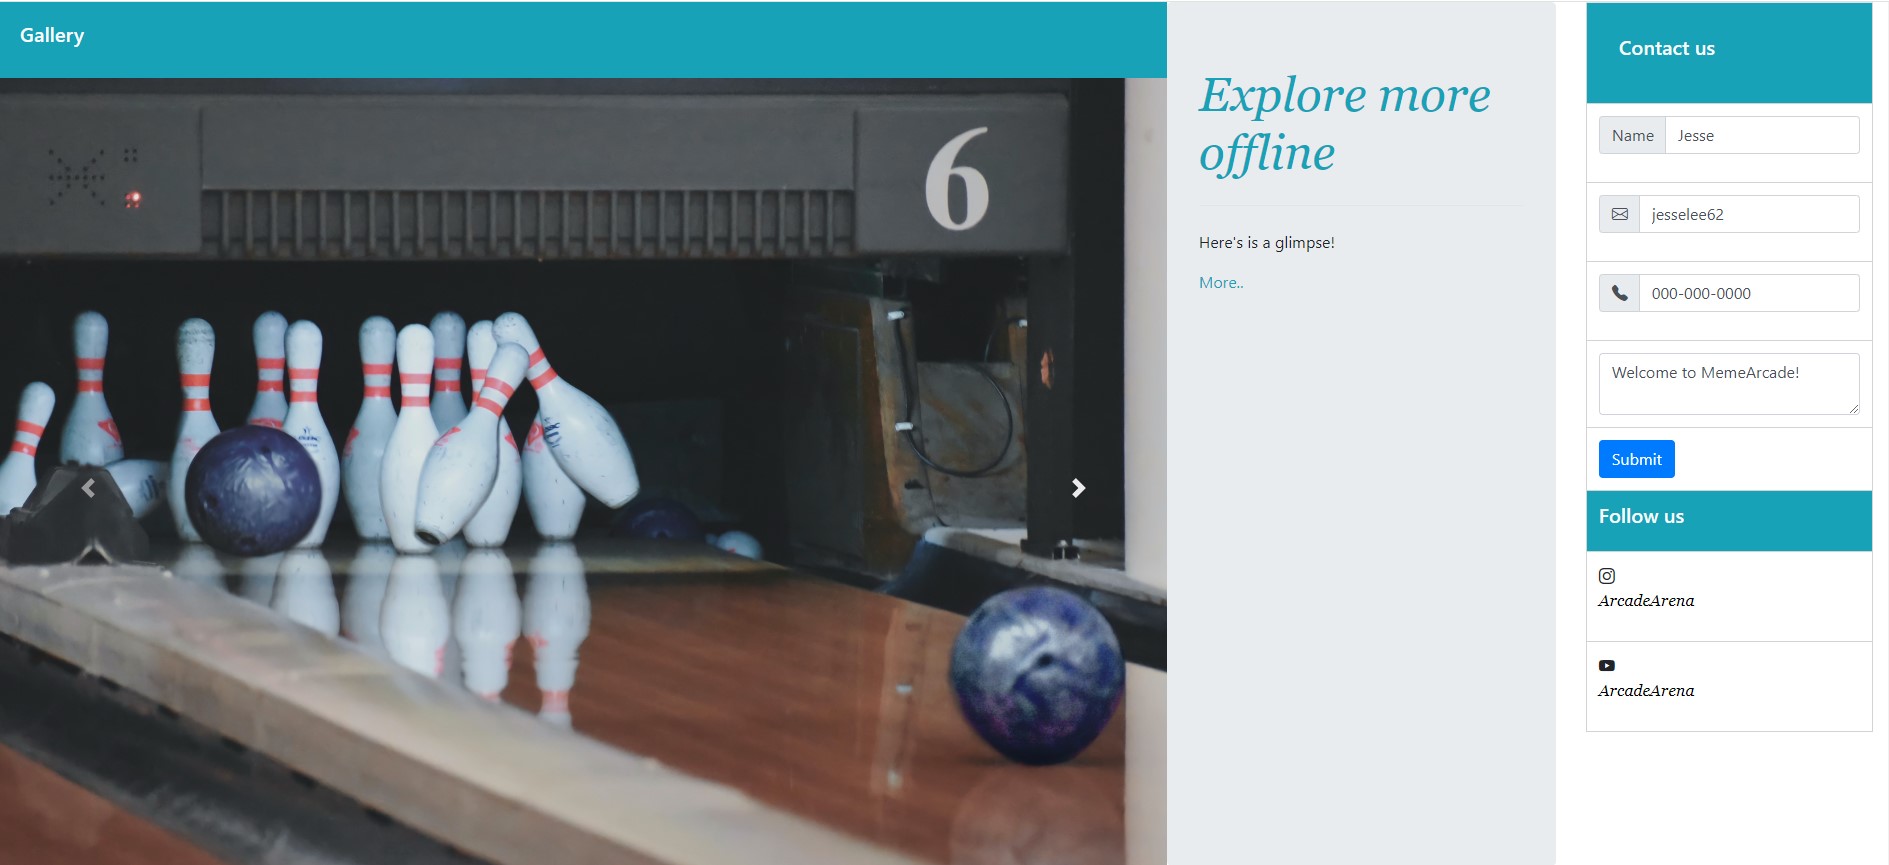 Gallery
6
Explore more
offline
Here's is a glimpse!
More..
Contact us
Name
Jesse
jesselee62
000-000-0000
Welcome to MemeArcade!
Submit
Follow us
ArcadeArena
ArcadeArena